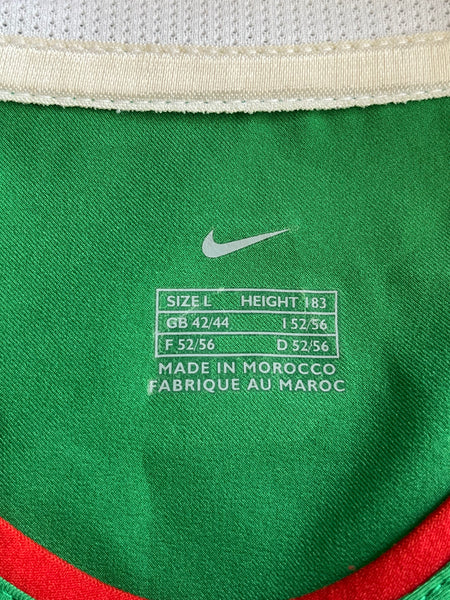 SIZE L HEIGHT 183
GB 42/44 I 52/56
F 52/56 D 52/56
MADE IN MOROCCO
FABRIQUE AU MAROC